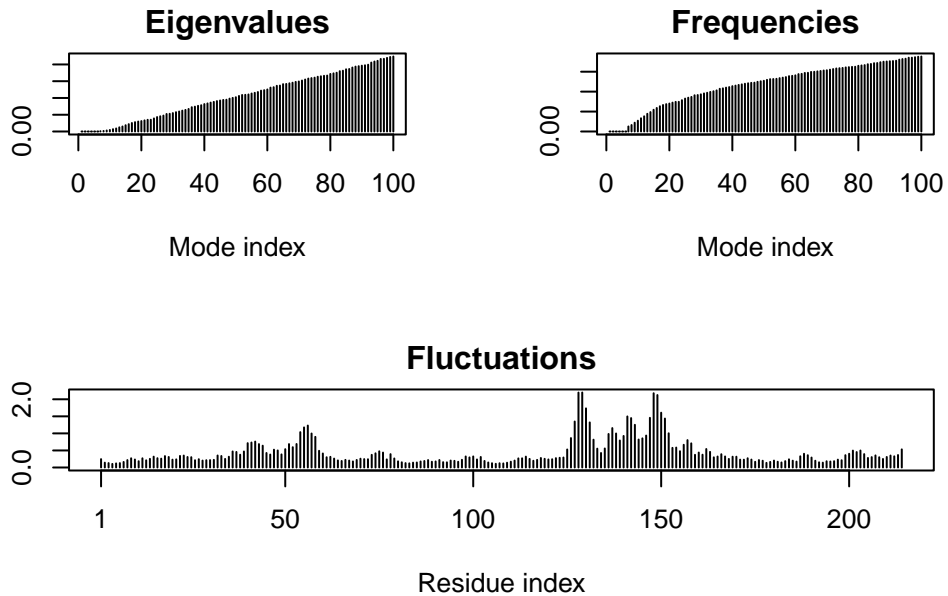 Eigenvalues
0.00
0 20 40 60 80 100
Mode index
Frequencies
0.00
0 20 40 60 80 100
Mode index
Fluctuations
0.0 2.0
1 50 100 150 200
Residue index